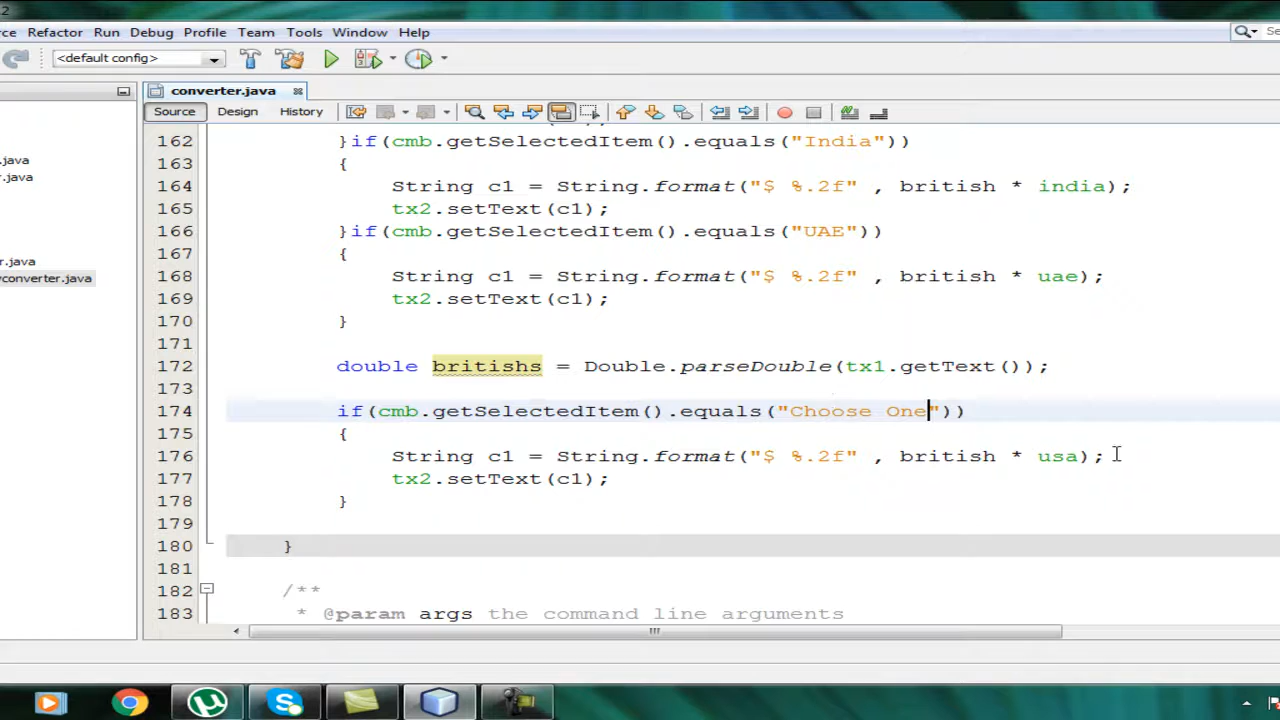 2
ce Refactor Run Debug Profile Team Tools Window Help
<default config>
converter.java
Source Design History
.java
r.java
r.java
yconverter.java
162 }if(cmb.getSelectedItem().equals("India"))
163 {
164 String c1 = String.format("$ %.2f" , british * india);
165 tx2.setText(c1);
166 }if(cmb.getSelectedItem().equals("UAE"))
167 {
168 String c1 = String.format("$ %.2f" , british * uae);
169 tx2.setText(c1);
170 }
171
172 double britishs = Double.parseDouble(tx1.getText());
173
174 if(cmb.getSelectedItem().equals("Choose One"))
175 {
176 String c1 = String.format("$ %.2f" , british * usa);
177 tx2.setText(c1);
178 }
179
180 }
181
182 /**
183 * @param args the command line arguments